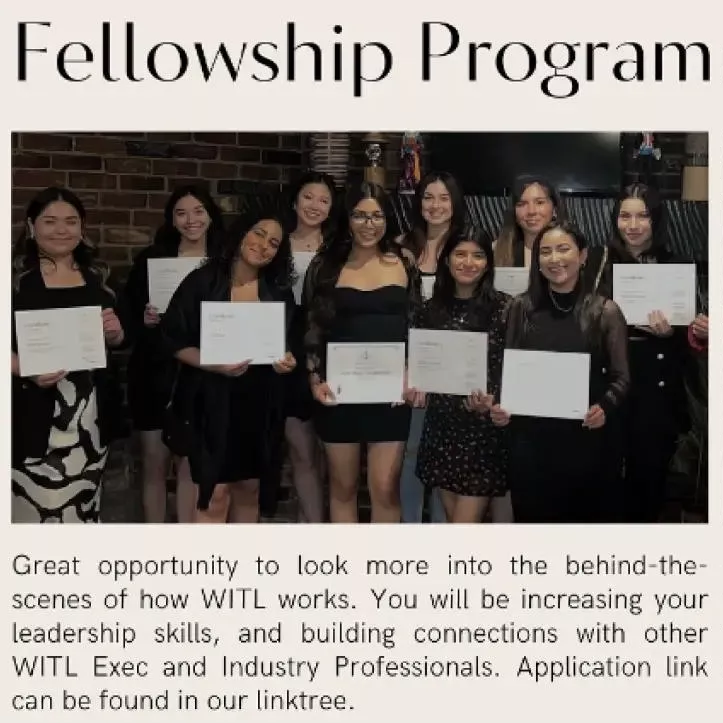 Fellowship Program
Great opportunity to look more into the behind-the-
scenes of how WITL works. You will be increasing your
leadership skills, and building connections with other
WITL Exec and Industry Professionals. Application link
can be found in our linktree.